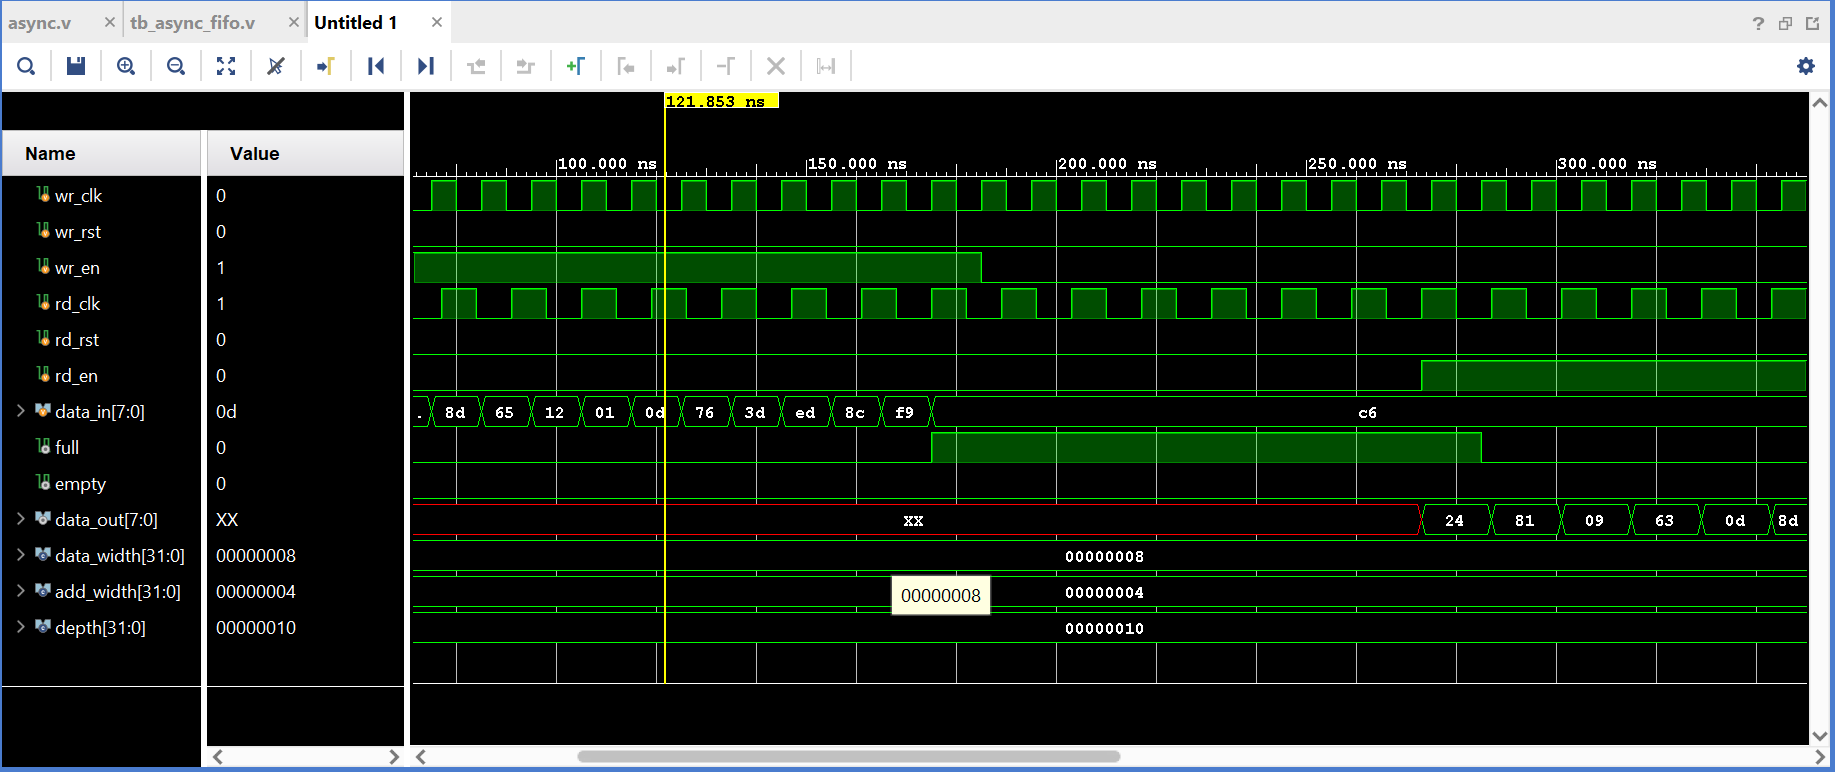 async.v tb_async_fifo.v Untitled 1
?
121.853 ns
100.000 ns 150.000 ns 200.000 ns 250.000 ns 300.000 ns
Name Value
wr_clk 0
wr_rst 0
wr_en 1
rd_clk 1
rd_rst 0
rd_en 0
data_in[7:0] 0d . 8d 65 12 01 0d 76 3d ed 8c f9 c6
full 0
empty 0
data_out[7:0] XX XX 24 81 09 63 0d 8d
data_width[31:0] 00000008 00000008
add_width[31:0] 00000004 00000004
00000008
depth[31:0] 00000010 00000010